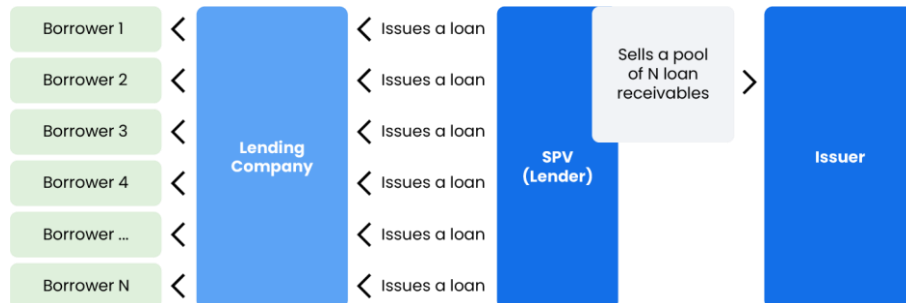 Borrower 1
Issues a loan
Borrower 2
Issues a loan
Borrower 3
Issues a loan
Borrower 4
Issues a loan
Borrower ...
Issues a loan
Borrower N
Issues a loan
Lending
Company
SPV
(Lender)
Sells a pool
of N loan
receivables
Issuer